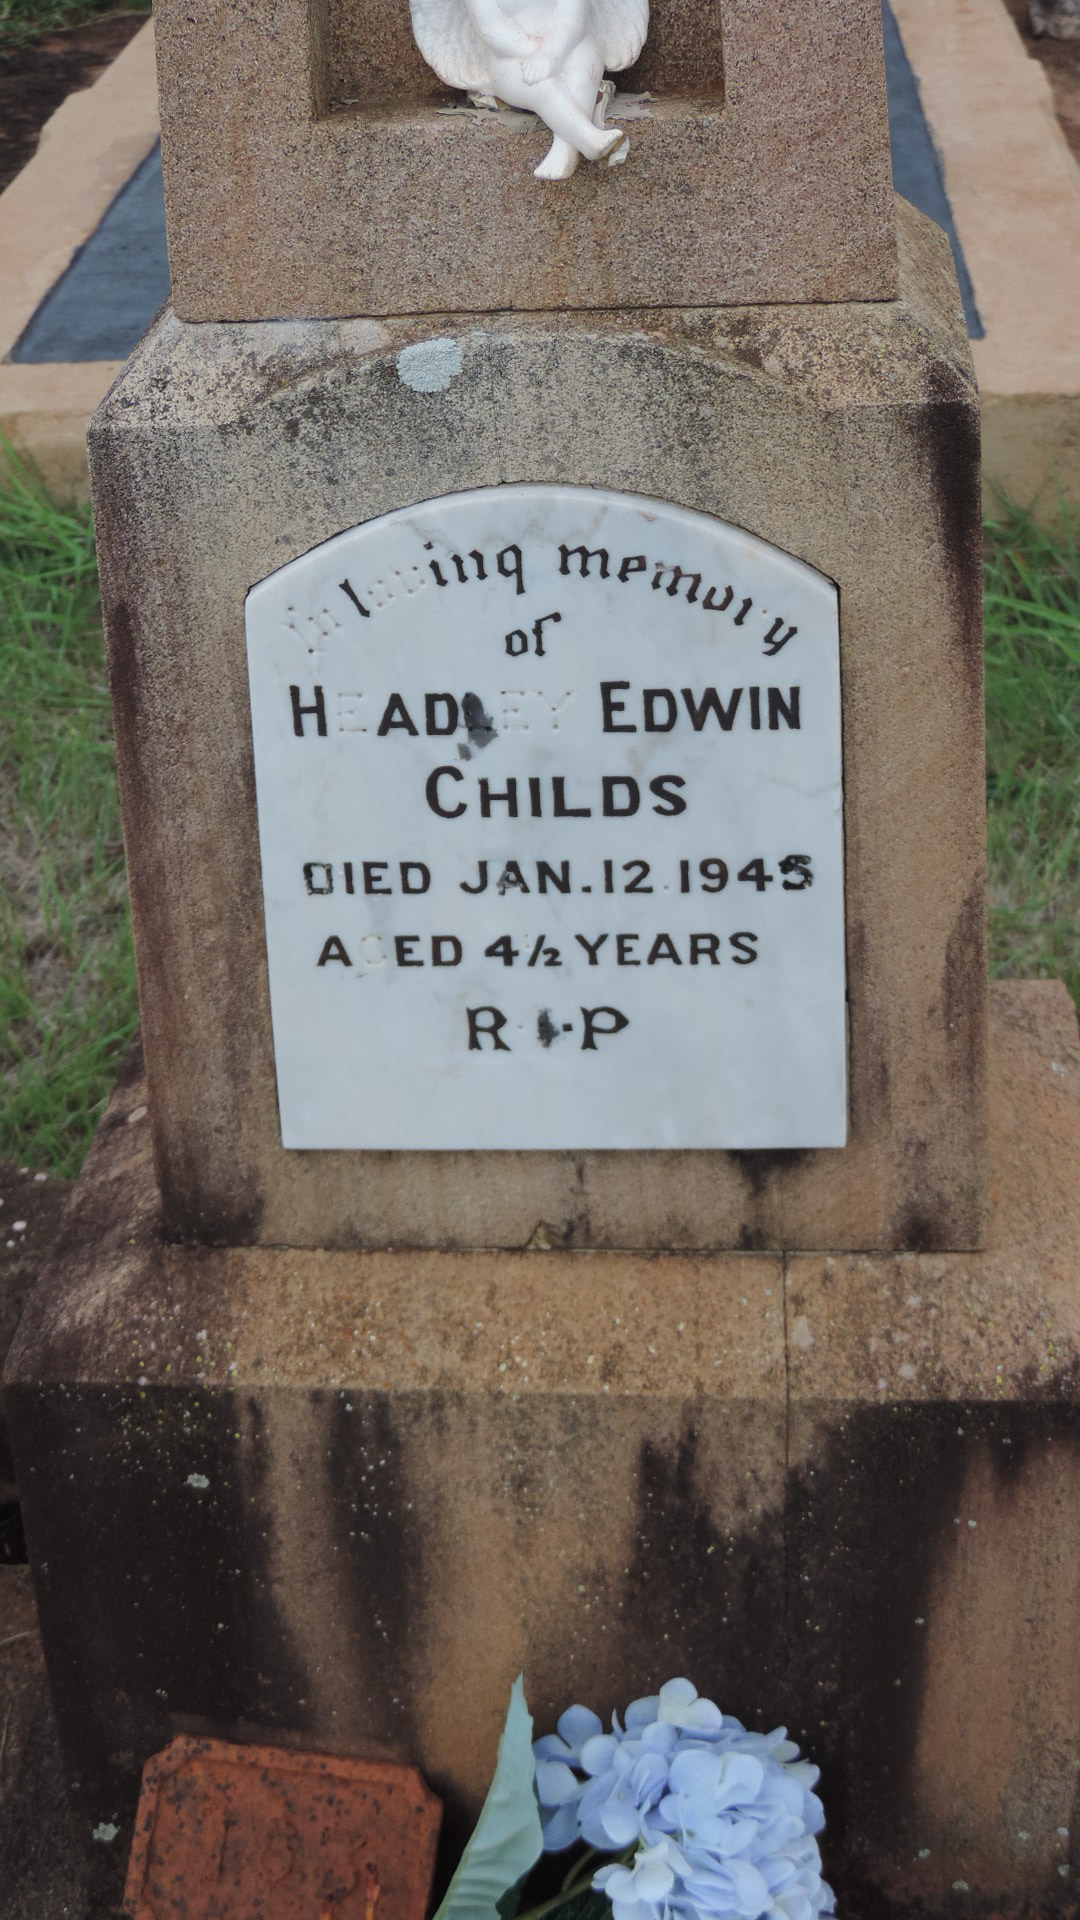 In loving memory
of
HEADLEY EDWIN
CHILDS
DIED JAN. 12. 1945
AGED 4½ YEARS
R·I·P